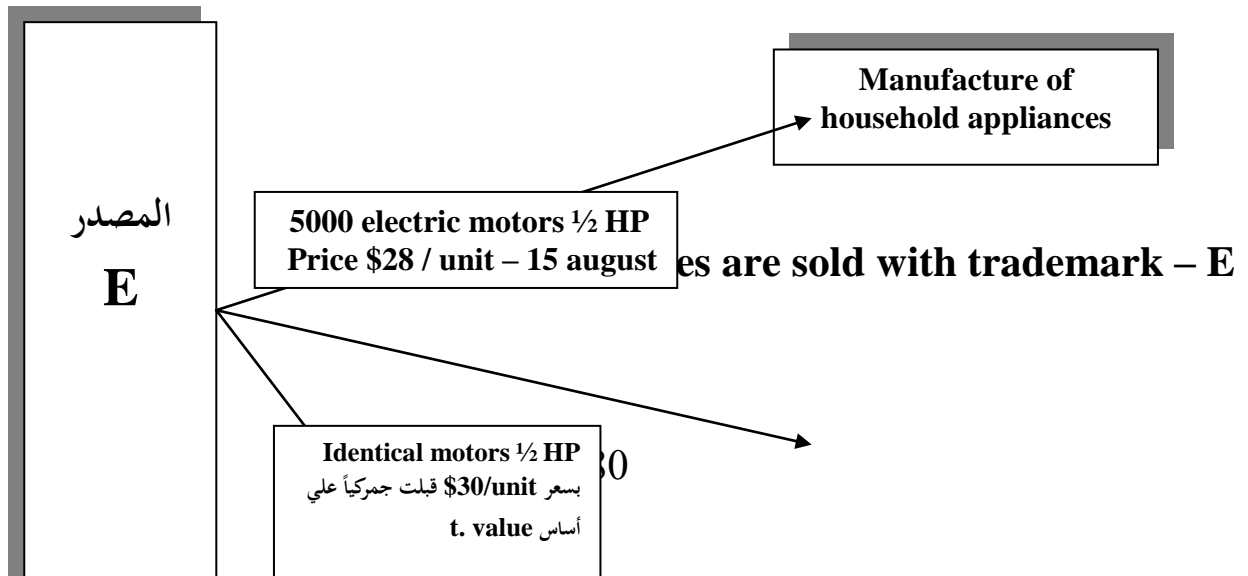 Manufacture of
household appliances
المصدر
E
5000 electric motors ½ HP
Price $28 / unit – 15 august
es are sold with trademark – E
Identical motors ½ HP
بسعر $30/unit قبلت جمركياً علي
أساس t. value